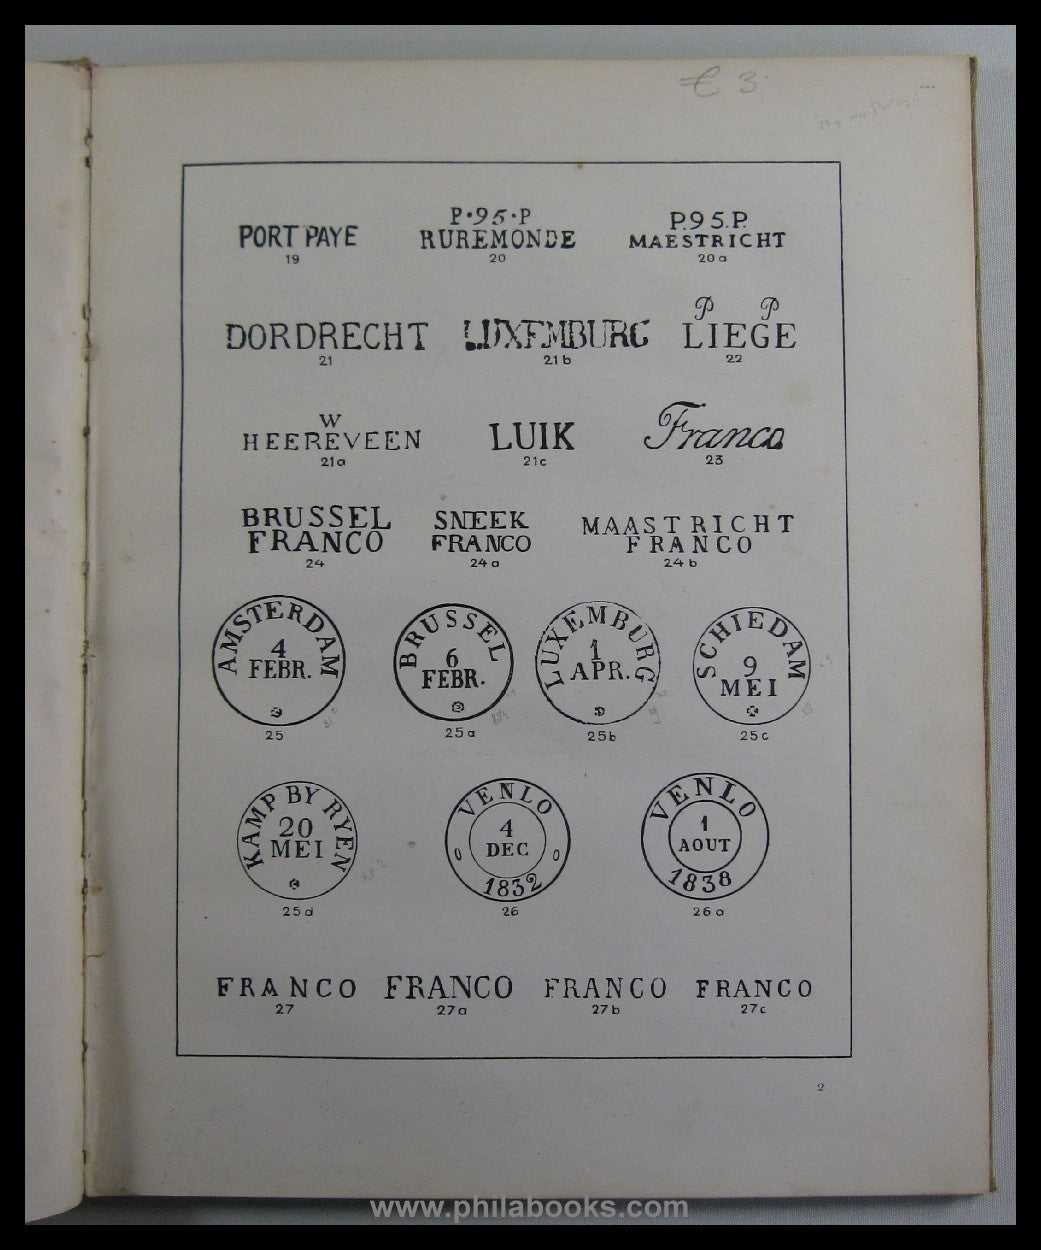 € 3
PORT PAYE
19
P·95·P
RUREMONDE
20
P.95.P.
MAESTRICHT
20a
DORDRECHT
21
LUXEMBURG
21b
P P
LIEGE
22
W
HEEREVEEN
21a
LUIK
21c
Franco
23
BRUSSEL
FRANCO
24
SNEEK
FRANCO
24a
MAASTRICHT
FRANCO
24b
AMSTERDAM
4
FEBR.
25
BRUSSEL
6
FEBR.
25a
LUXEMBURG
1
APR.
25b
SCHIEDAM
9
MEI
25c
KAMP BY RYEN
20
MEI
25d
VENLO
4
DEC
1832
26
VENLO
1
AOUT
1838
26a
FRANCO
27
FRANCO
27a
FRANCO
27b
FRANCO
27c
2
www.philabooks.com